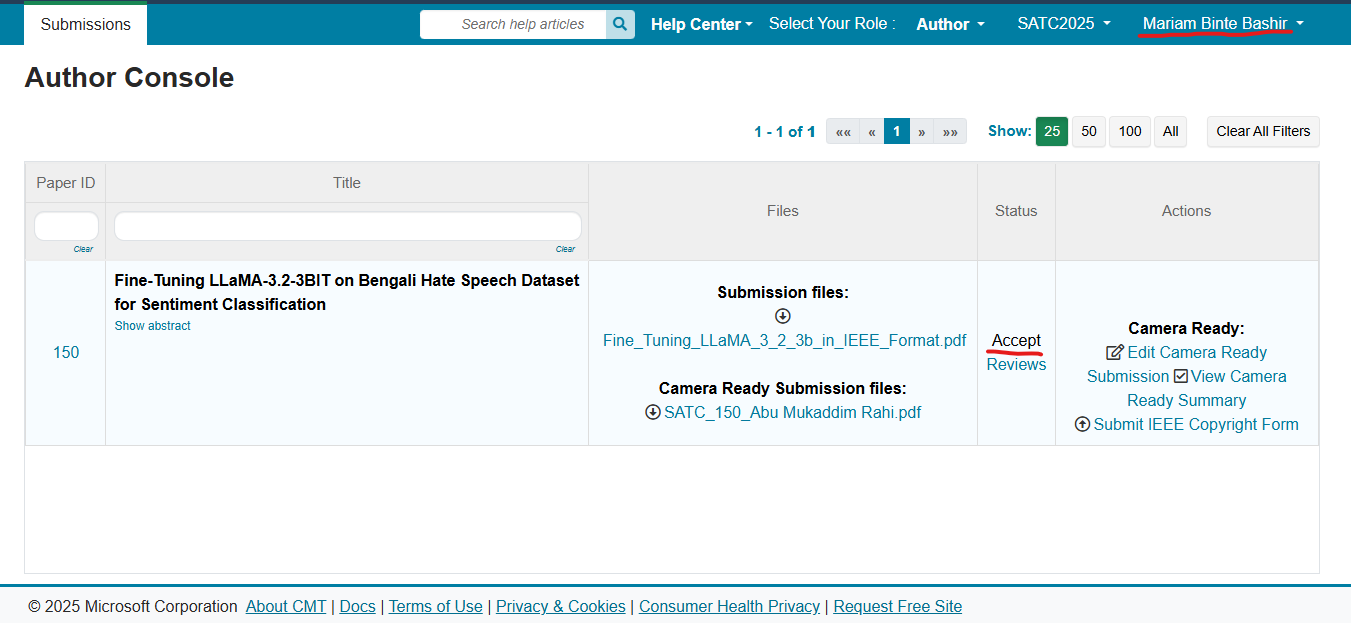 Submissions
Search help articles
Help Center
Select Your Role :
Author
SATC2025
Mariam Binte Bashir
Author Console
1 - 1 of 1
««
«
1
»
»»
Show:
25
50
100
All
Clear All Filters
Paper ID
Title
Files
Status
Actions
Clear
Clear
150
Fine-Tuning LLaMA-3.2-3BIT on Bengali Hate Speech Dataset
for Sentiment Classification
Show abstract
Submission files:
Fine_Tuning_LLaMA_3_2_3b_in_IEEE_Format.pdf
Camera Ready Submission files:
SATC_150_Abu Mukaddim Rahi.pdf
Accept
Reviews
Camera Ready:
Edit Camera Ready
Submission View Camera
Ready Summary
Submit IEEE Copyright Form
© 2025 Microsoft Corporation About CMT | Docs | Terms of Use | Privacy & Cookies | Consumer Health Privacy | Request Free Site